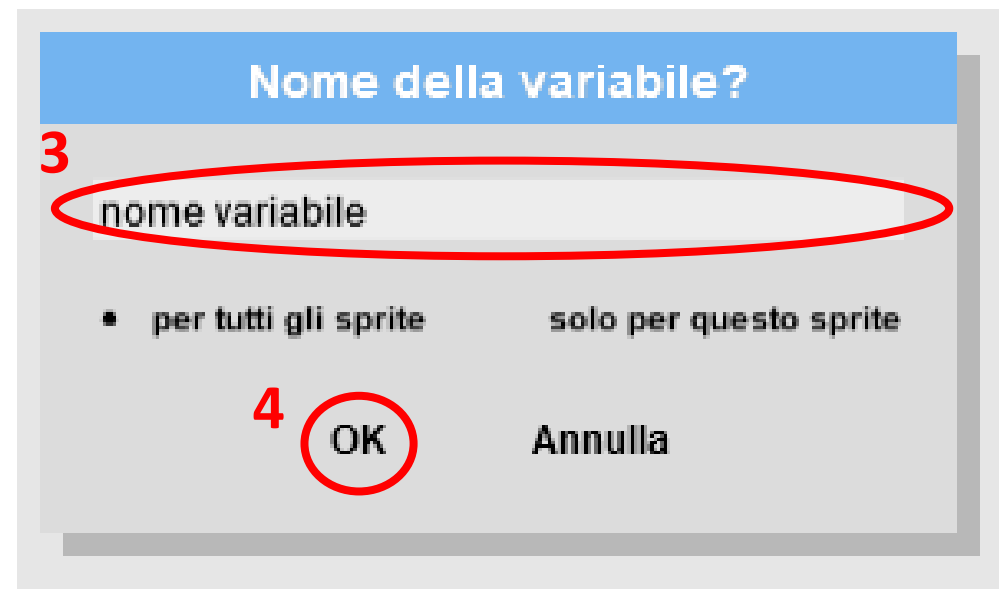 Nome della variabile?
3
nome variabile
• per tutti gli sprite solo per questo sprite
4
OK Annulla